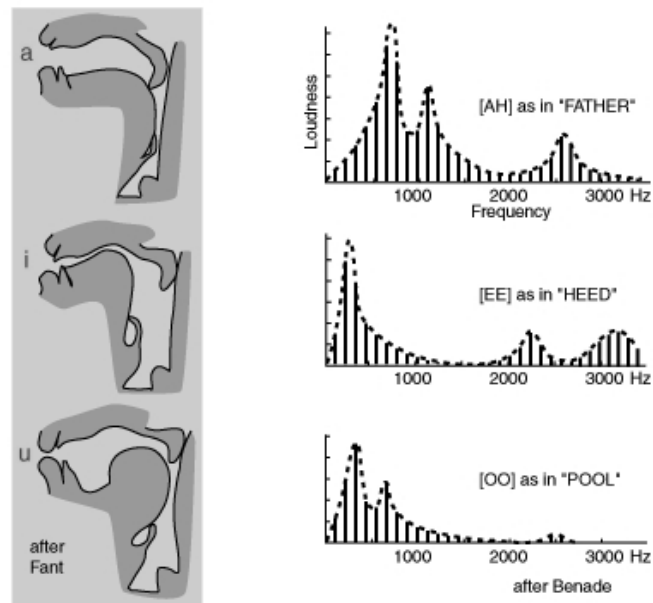 a
i
u
after
Fant
Loudness
[AH] as in "FATHER"
1000 2000 3000 Hz
Frequency
[EE] as in "HEED"
1000 2000 3000 Hz
[OO] as in "POOL"
1000 2000 3000 Hz
after Benade